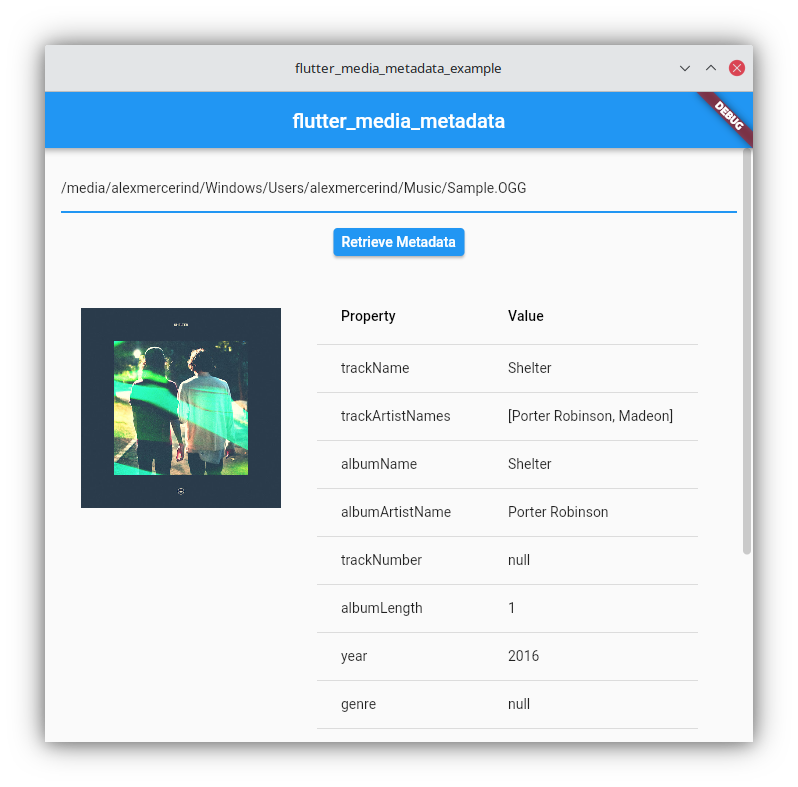 flutter_media_metadata_example
flutter_media_metadata
DEBUG
/media/alexmercerind/Windows/Users/alexmercerind/Music/Sample.OGG
Retrieve Metadata
Property Value
trackName Shelter
trackArtistNames [Porter Robinson, Madeon]
albumName Shelter
albumArtistName Porter Robinson
trackNumber null
albumLength 1
year 2016
genre null